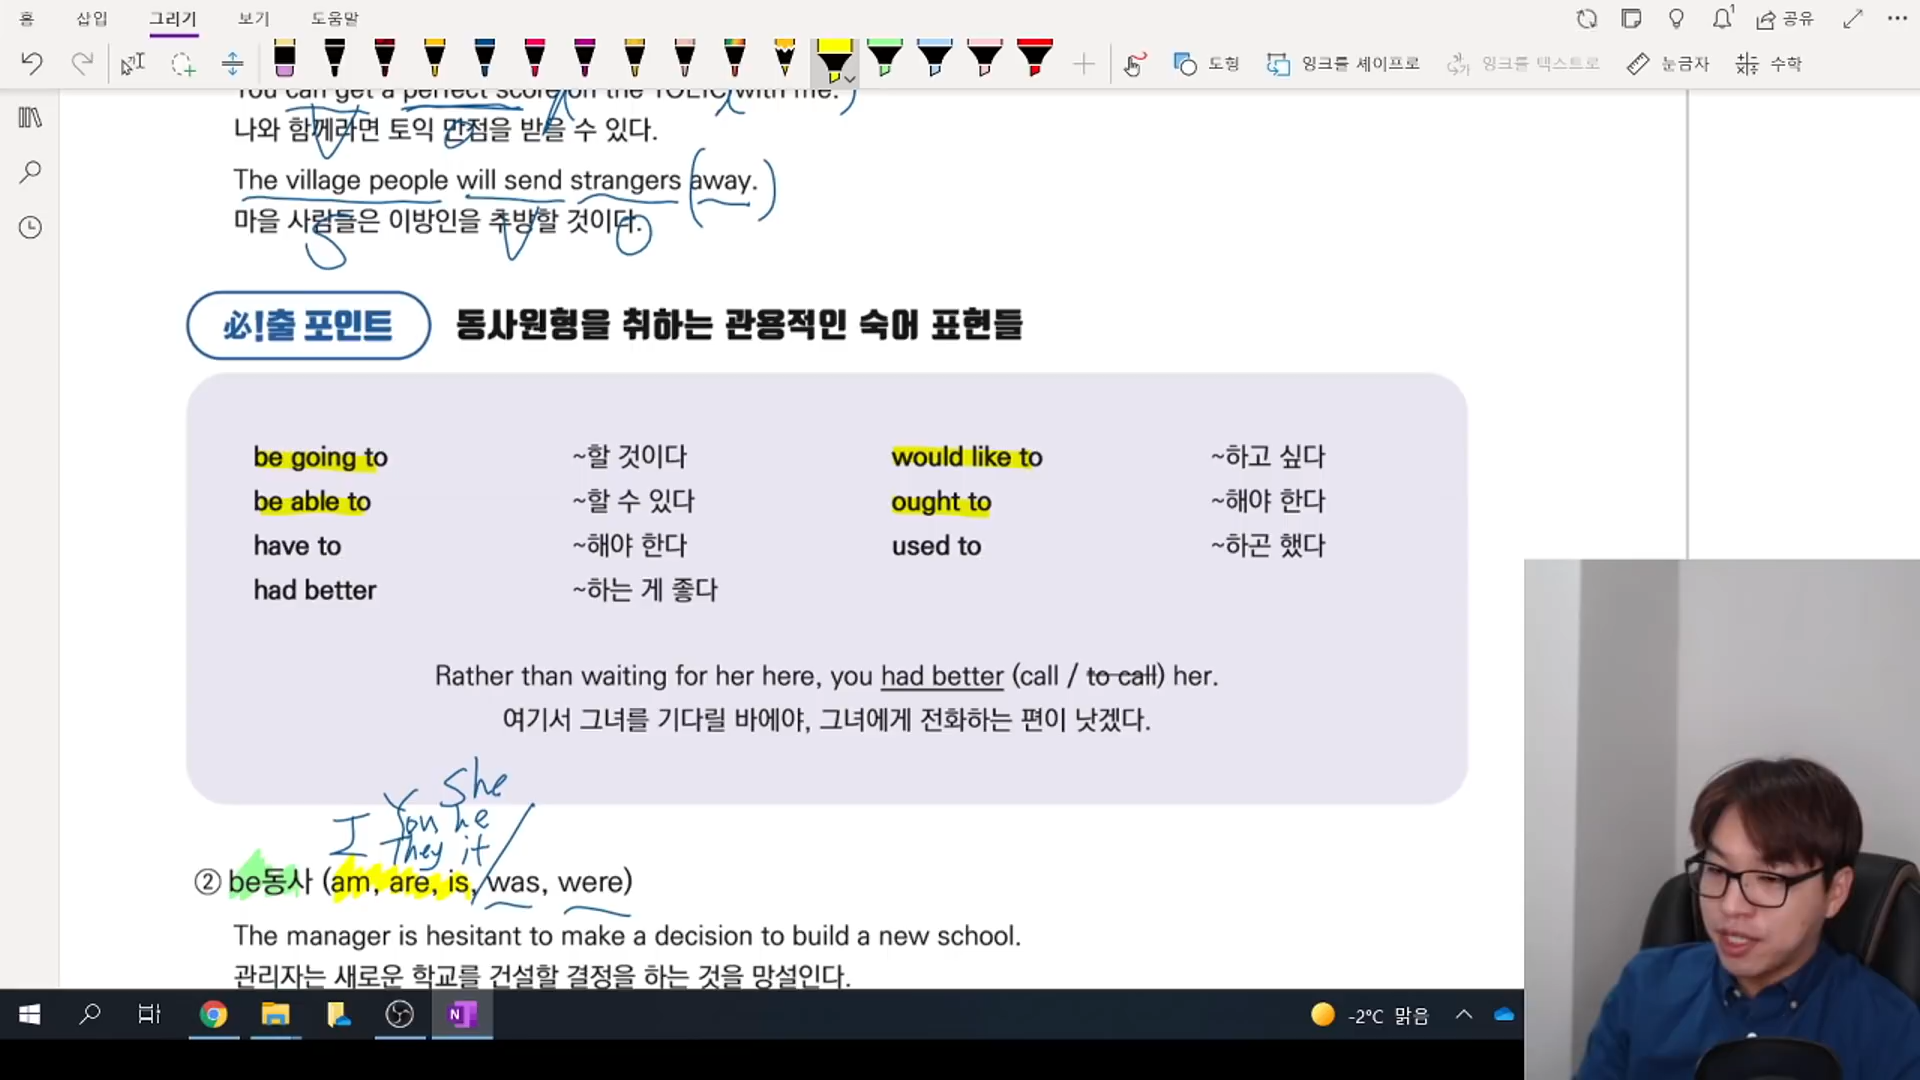 홈 삽입 그리기 보기 도움말
1
공유
도형 잉크를 셰이프로 잉크를 텍스트로 눈금자 수학
You can get a perfect score on the TOEIC with me.
나와 함께라면 토익 만점을 받을 수 있다.
V O
The village people will send strangers (away.)
마을 사람들은 이방인을 추방할 것이다.
S V O
必!출 포인트 동사원형을 취하는 관용적인 숙어 표현들
be going to ~할 것이다 would like to ~하고 싶다
be able to ~할 수 있다 ought to ~해야 한다
have to ~해야 한다 used to ~하곤 했다
had better ~하는 게 좋다
Rather than waiting for her here, you had better (call / to call) her.
여기서 그녀를 기다릴 바에야, 그녀에게 전화하는 편이 낫겠다.
She
I You he
They it
② be동사 (am, are, is, was, were)
The manager is hesitant to make a decision to build a new school.
관리자는 새로운 학교를 건설할 결정을 하는 것을 망설인다.
N
-2°C 맑음